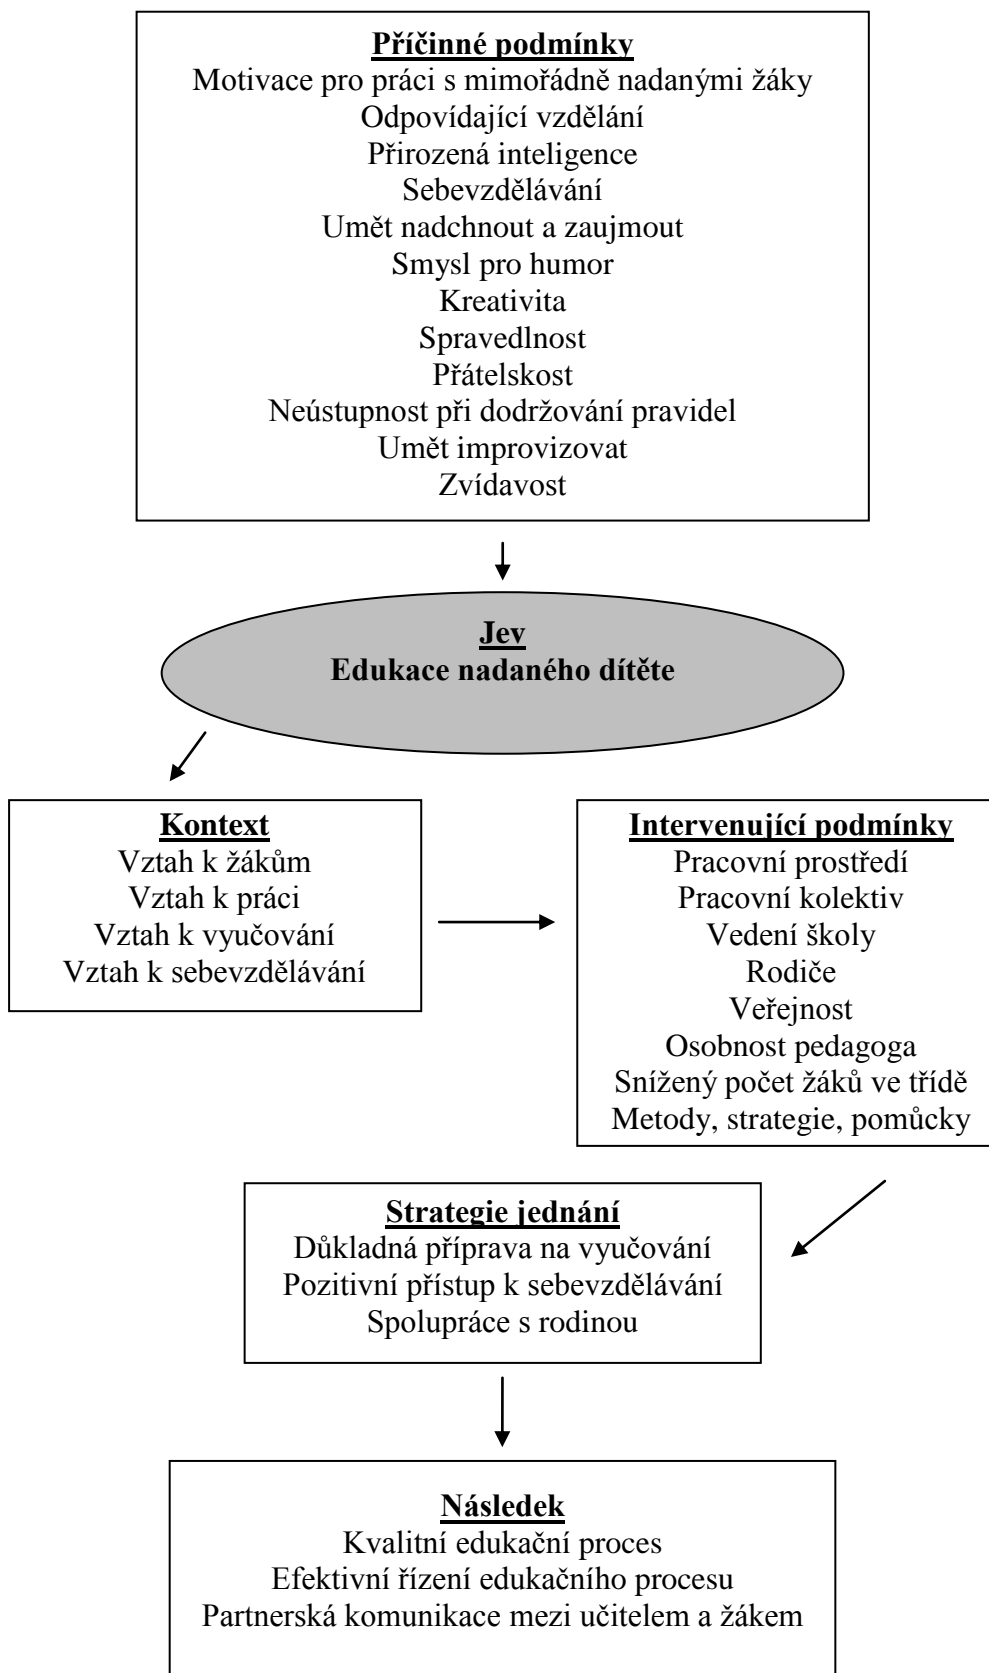 Příčinné podmínky
Motivace pro práci s mimořádně nadanými žáky
Odpovídající vzdělání
Přirozená inteligence
Sebevzdělávání
Umět nadchnout a zaujmout
Smysl pro humor
Kreativita
Spravedlnost
Přátelskost
Neústupnost při dodržování pravidel
Umět improvizovat
Zvídavost
Jev
Edukace nadaného dítěte
Kontext
Vztah k žákům
Vztah k práci
Vztah k vyučování
Vztah k sebevzdělávání
Intervenující podmínky
Pracovní prostředí
Pracovní kolektiv
Vedení školy
Rodiče
Veřejnost
Osobnost pedagoga
Snížený počet žáků ve třídě
Metody, strategie, pomůcky
Strategie jednání
Důkladná příprava na vyučování
Pozitivní přístup k sebevzdělávání
Spolupráce s rodinou
Následek
Kvalitní edukační proces
Efektivní řízení edukačního procesu
Partnerská komunikace mezi učitelem a žákem